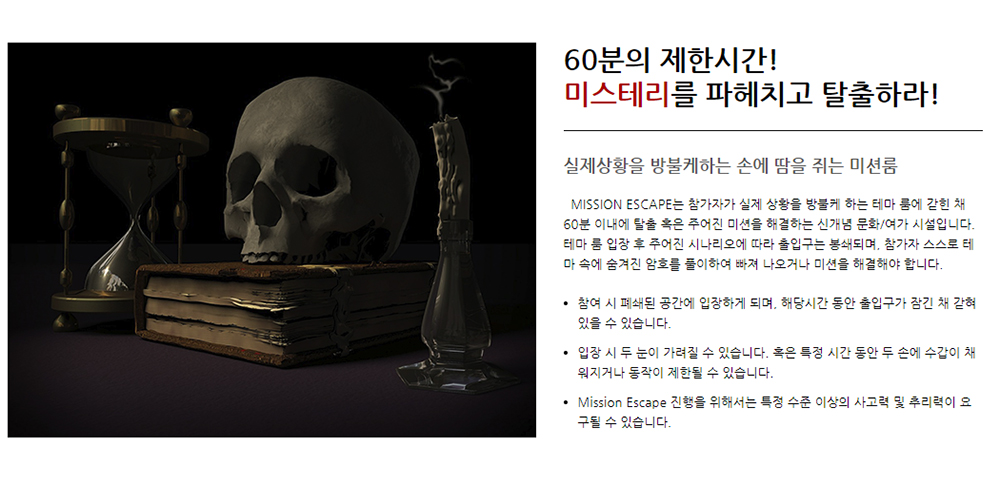 60분의 제한시간!
미스테리를 파헤치고 탈출하라!
실제상황을 방불케하는 손에 땀을 쥐는 미션룸
MISSION ESCAPE는 참가자가 실제 상황을 방불케 하는 테마 룸에 갇힌 채
60분 이내에 탈출 혹은 주어진 미션을 해결하는 신개념 문화/여가 시설입니다.
테마 룸 입장 후 주어진 시나리오에 따라 출입구는 봉쇄되며, 참가자 스스로 테
마 속에 숨겨진 암호를 풀이하여 빠져 나오거나 미션을 해결해야 합니다.
• 참여 시 폐쇄된 공간에 입장하게 되며, 해당시간 동안 출입구가 잠긴 채 갇혀
있을 수 있습니다.
• 입장 시 두 눈이 가려질 수 있습니다. 혹은 특정 시간 동안 두 손에 수갑이 채
워지거나 동작이 제한될 수 있습니다.
• Mission Escape 진행을 위해서는 특정 수준 이상의 사고력 및 추리력이 요
구될 수 있습니다.